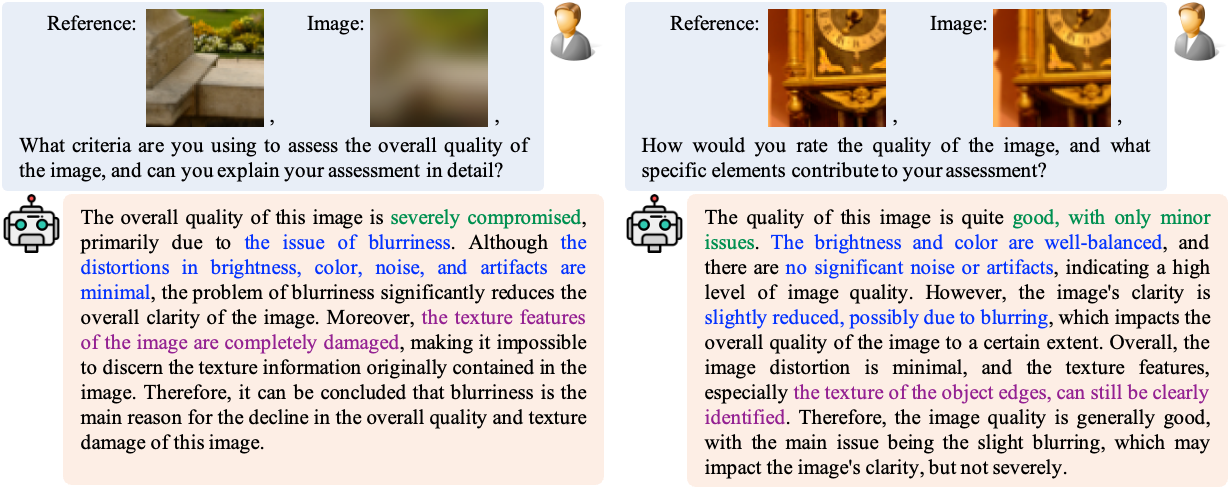 Reference:
Image:
,
,
What criteria are you using to assess the overall quality of
the image, and can you explain your assessment in detail?
The overall quality of this image is severely compromised,
primarily due to the issue of blurriness. Although the
distortions in brightness, color, noise, and artifacts are
minimal, the problem of blurriness significantly reduces the
overall clarity of the image. Moreover, the texture features
of the image are completely damaged, making it impossible
to discern the texture information originally contained in the
image. Therefore, it can be concluded that blurriness is the
main reason for the decline in the overall quality and texture
damage of this image.
Reference:
Image:
,
,
How would you rate the quality of the image, and what
specific elements contribute to your assessment?
The quality of this image is quite good, with only minor
issues. The brightness and color are well-balanced, and
there are no significant noise or artifacts, indicating a high
level of image quality. However, the image's clarity is
slightly reduced, possibly due to blurring, which impacts the
overall quality of the image to a certain extent. Overall, the
image distortion is minimal, and the texture features,
especially the texture of the object edges, can still be clearly
identified. Therefore, the image quality is generally good,
with the main issue being the slight blurring, which may
impact the image's clarity, but not severely.